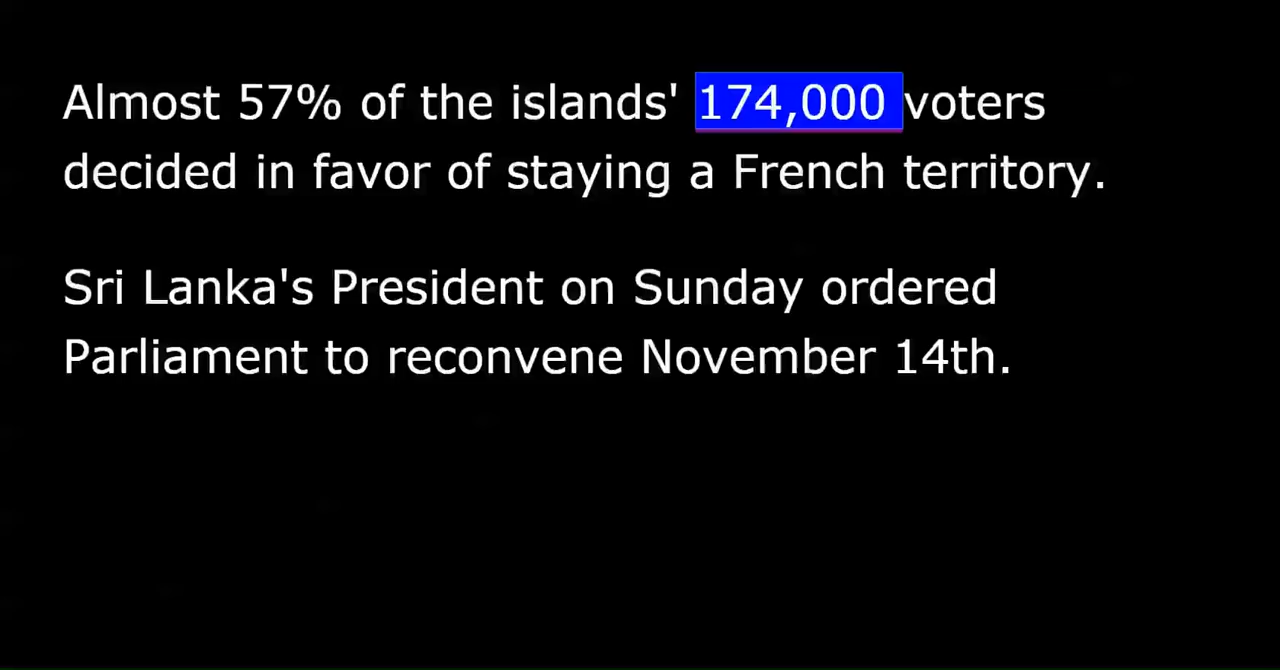 Almost 57% of the islands' 174,000 voters
decided in favor of staying a French territory.
Sri Lanka's President on Sunday ordered
Parliament to reconvene November 14th.